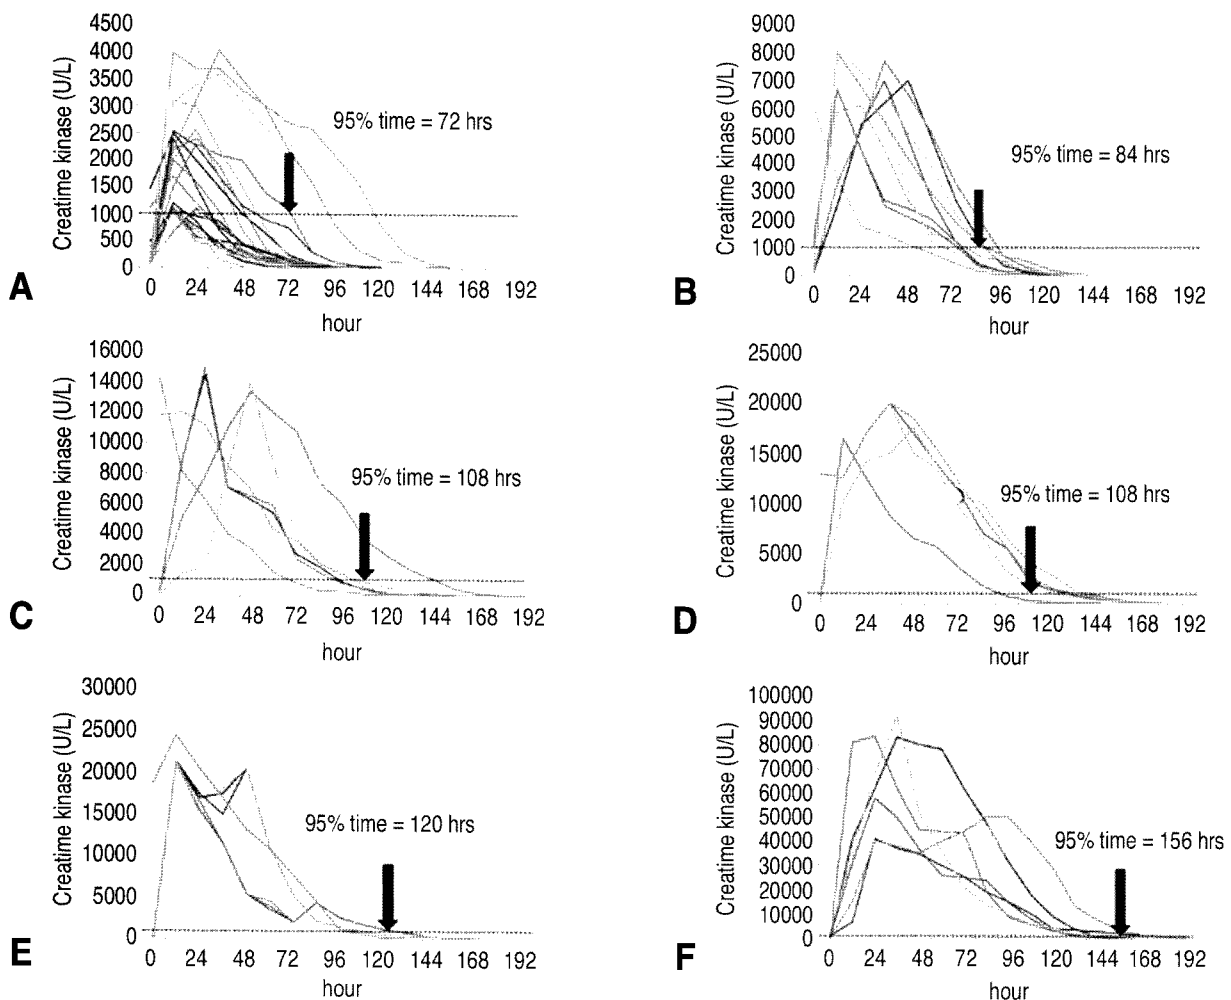 4500
4000
3500
3000
2500
2000
1500
1000
500
0
Creatime kinase (U/L)
95% time = 72 hrs
0 24 48 72 96 120 144 168 192
hour
A
9000
8000
7000
6000
5000
4000
3000
2000
1000
0
Creatime kinase (U/L)
95% time = 84 hrs
0 24 48 72 96 120 144 168 192
hour
B
16000
14000
12000
10000
8000
6000
4000
2000
0
Creatime kinase (U/L)
95% time = 108 hrs
0 24 48 72 96 120 144 168 192
hour
C
25000
20000
15000
10000
5000
0
Creatime kinase (U/L)
95% time = 108 hrs
0 24 48 72 96 120 144 168 192
hour
D
30000
25000
20000
15000
10000
5000
0
Creatime kinase (U/L)
95% time = 120 hrs
0 24 48 72 96 120 144 168 192
hour
E
100000
90000
80000
70000
60000
50000
40000
30000
20000
10000
0
Creatime kinase (U/L)
95% time = 156 hrs
0 24 48 72 96 120 144 168 192
hour
F